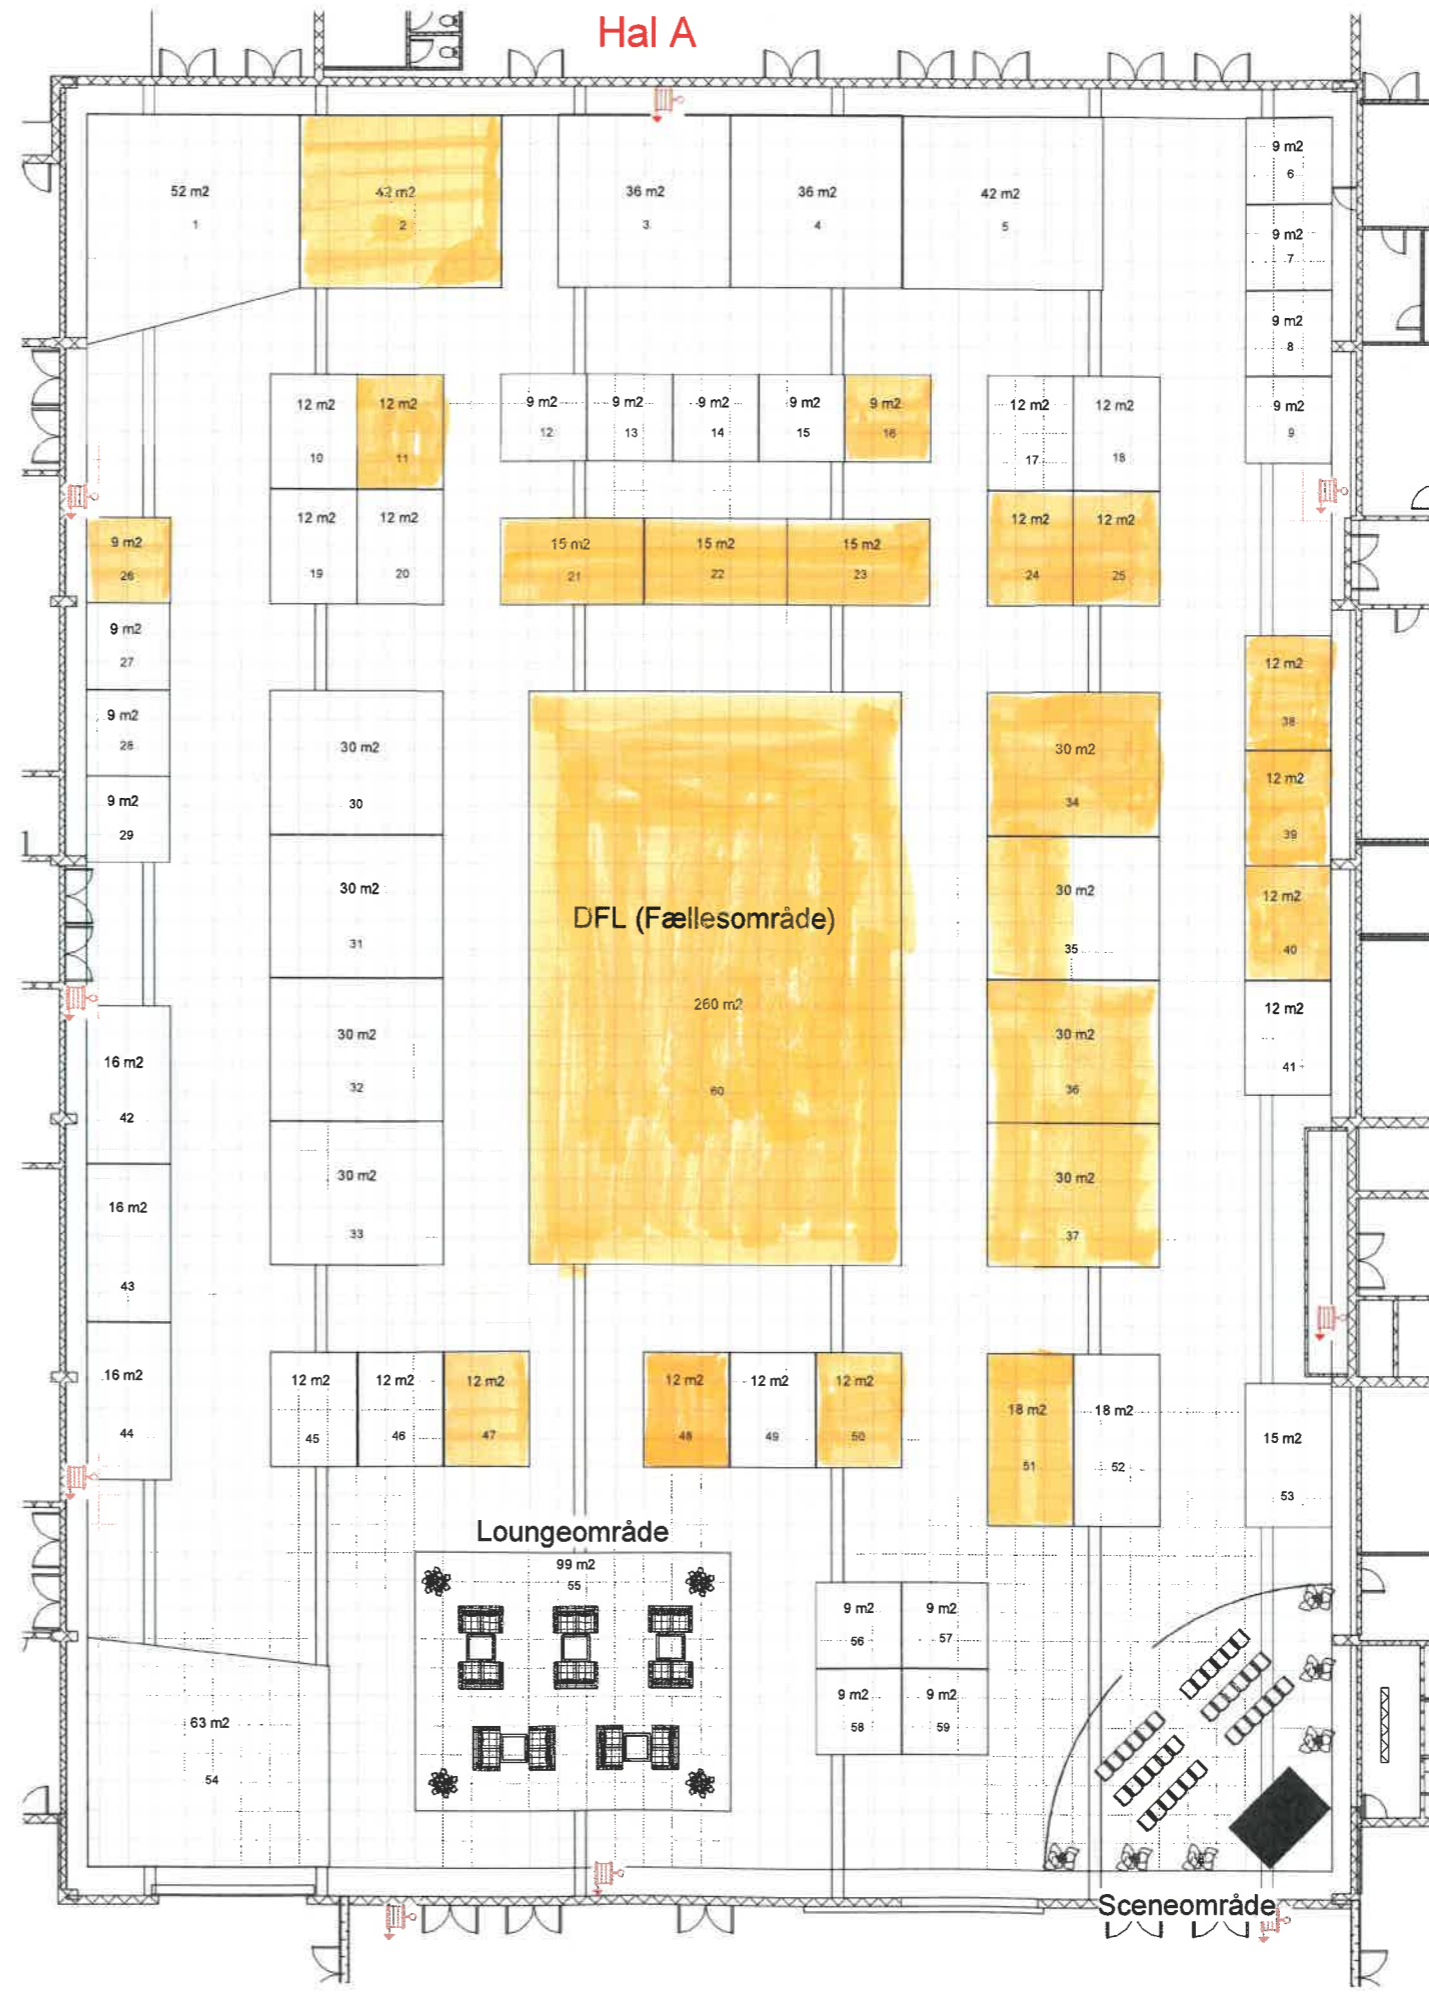 Hal A
52 m2
1
42 m2
2
36 m2
3
36 m2
4
42 m2
5
9 m2
6
9 m2
7
9 m2
8
9 m2
9
12 m2
10
12 m2
11
9 m2
12
9 m2
13
9 m2
14
9 m2
15
9 m2
16
12 m2
17
12 m2
18
12 m2
19
12 m2
20
15 m2
21
15 m2
22
15 m2
23
12 m2
24
12 m2
25
9 m2
26
9 m2
27
9 m2
28
9 m2
29
30 m2
30
30 m2
31
30 m2
32
30 m2
33
30 m2
34
30 m2
35
30 m2
36
30 m2
37
12 m2
38
12 m2
39
12 m2
40
12 m2
41
DFL (Fællesområde)
260 m2
60
16 m2
42
16 m2
43
16 m2
44
12 m2
45
12 m2
46
12 m2
47
12 m2
48
12 m2
49
12 m2
50
18 m2
51
18 m2
52
15 m2
53
Loungeområde
99 m2
55
9 m2
56
9 m2
57
9 m2
58
9 m2
59
63 m2
54
Sceneområde